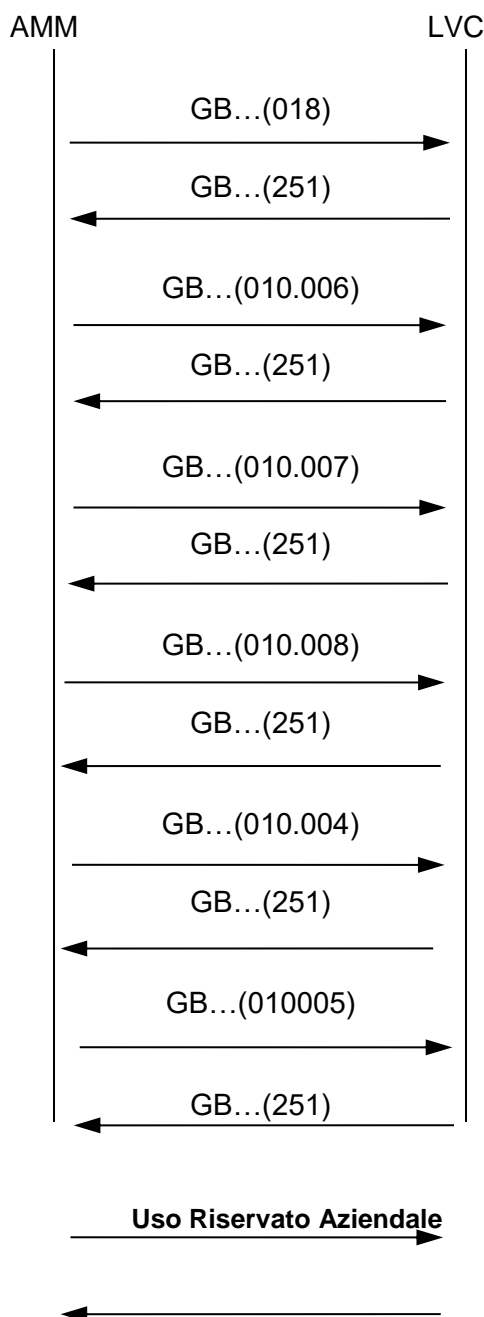 AMM LVC
GB…(018)
GB…(251)
GB…(010.006)
GB…(251)
GB…(010.007)
GB…(251)
GB…(010.008)
GB…(251)
GB…(010.004)
GB…(251)
GB…(010005)
GB…(251)
Uso Riservato Aziendale